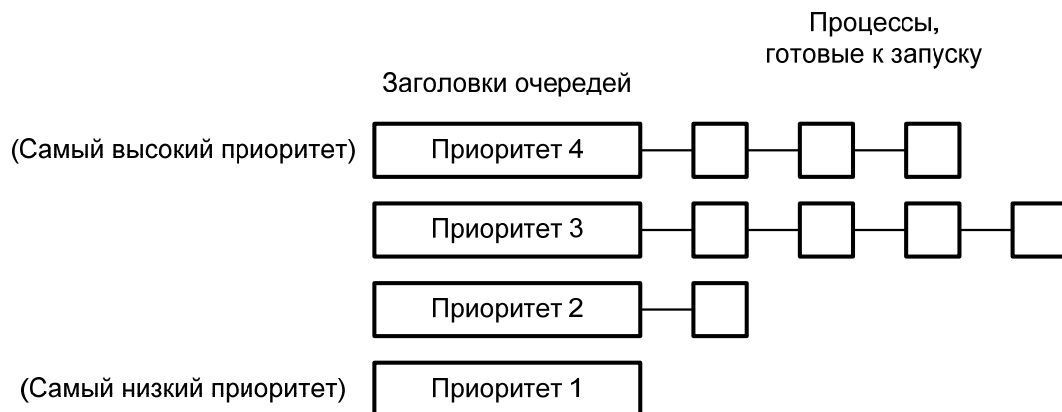 Процессы,
готовые к запуску
Заголовки очередей
(Самый высокий приоритет)
Приоритет 4
Приоритет 3
Приоритет 2
(Самый низкий приоритет)
Приоритет 1